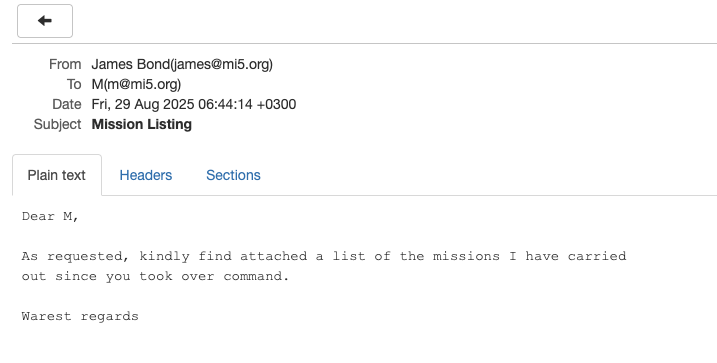 From James Bond(james@mi5.org)
To M(m@mi5.org)
Date Fri, 29 Aug 2025 06:44:14 +0300
Subject Mission Listing
Plain text Headers Sections
Dear M,
As requested, kindly find attached a list of the missions I have carried
out since you took over command.
Warest regards